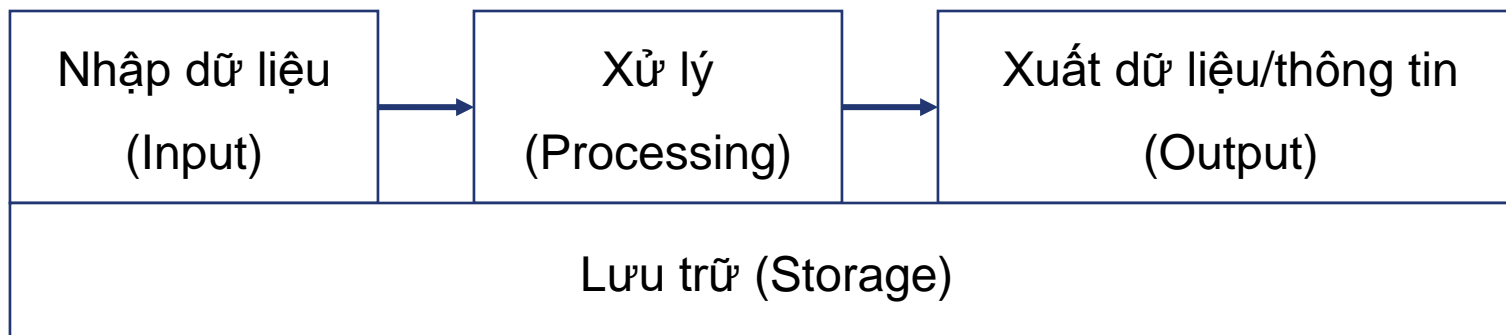 Nhập dữ liệu
(Input)
Xử lý
(Processing)
Xuất dữ liệu/thông tin
(Output)
Lưu trữ (Storage)